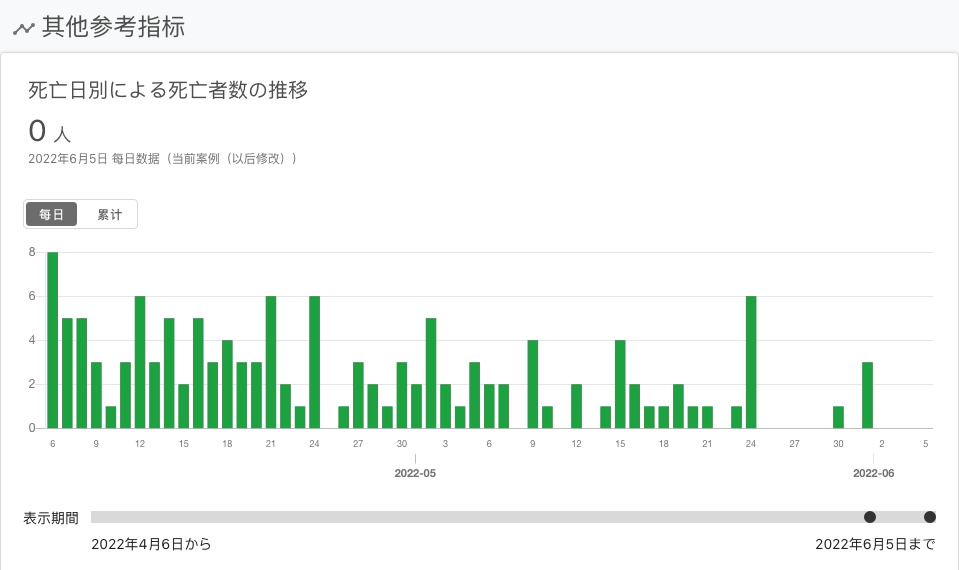 其他参考指标
死亡日別による死亡者数の推移
0 人
2022年6月5日 每日数据（当前案例（以后修改））
每日 累计
8
6
4
2
0
6 9 12 15 18 21 24 27 30 3 6 9 12 15 18 21 24 27 30 2 5
2022-05 2022-06
表示期間
2022年4月6日から 2022年6月5日まで